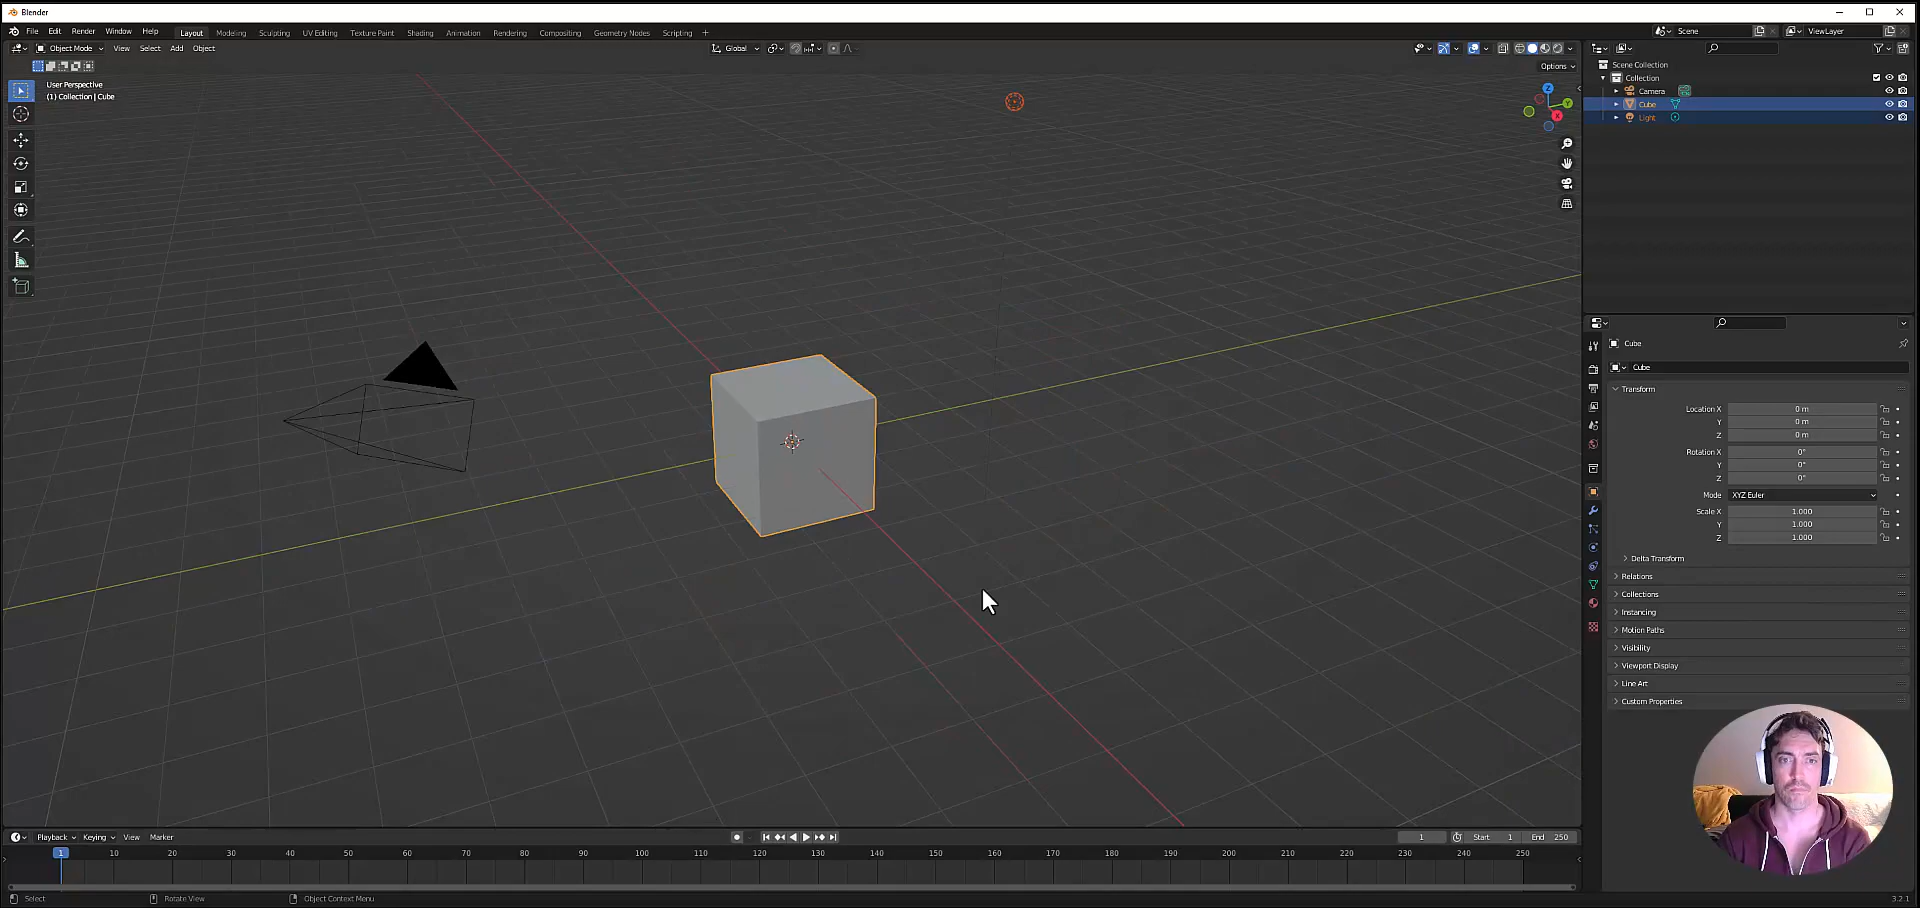 Blender
File Edit Render Window Help Layout Modeling Sculpting UV Editing Texture Paint Shading Animation Rendering Compositing Geometry Nodes Scripting + Scene ViewLayer
Object Mode View Select Add Object Global
Options
User Perspective
(1) Collection | Cube
Z
Y
X
Scene Collection
Collection
Camera
Cube
Light
Cube
Cube
Transform
Location X 0 m
Y 0 m
Z 0 m
Rotation X 0°
Y 0°
Z 0°
Mode XYZ Euler
Scale X 1.000
Y 1.000
Z 1.000
Delta Transform
Relations
Collections
Instancing
Motion Paths
Visibility
Viewport Display
Line Art
Custom Properties
Playback Keying View Marker 1 Start 1 End 250
1 10 20 30 40 50 60 70 80 90 100 110 120 130 140 150 160 170 180 190 200 210 220 230 240 250
Select Rotate View Object Context Menu 3.2.1